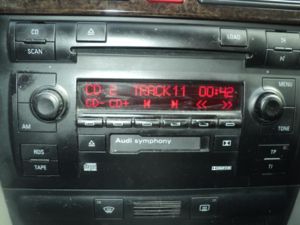 CD
SCAN
LOAD
CD-2 TRACK11 00:42
CD- CD+
AM
MENU
TONE
Audi symphony
RDS
TAPE
TP